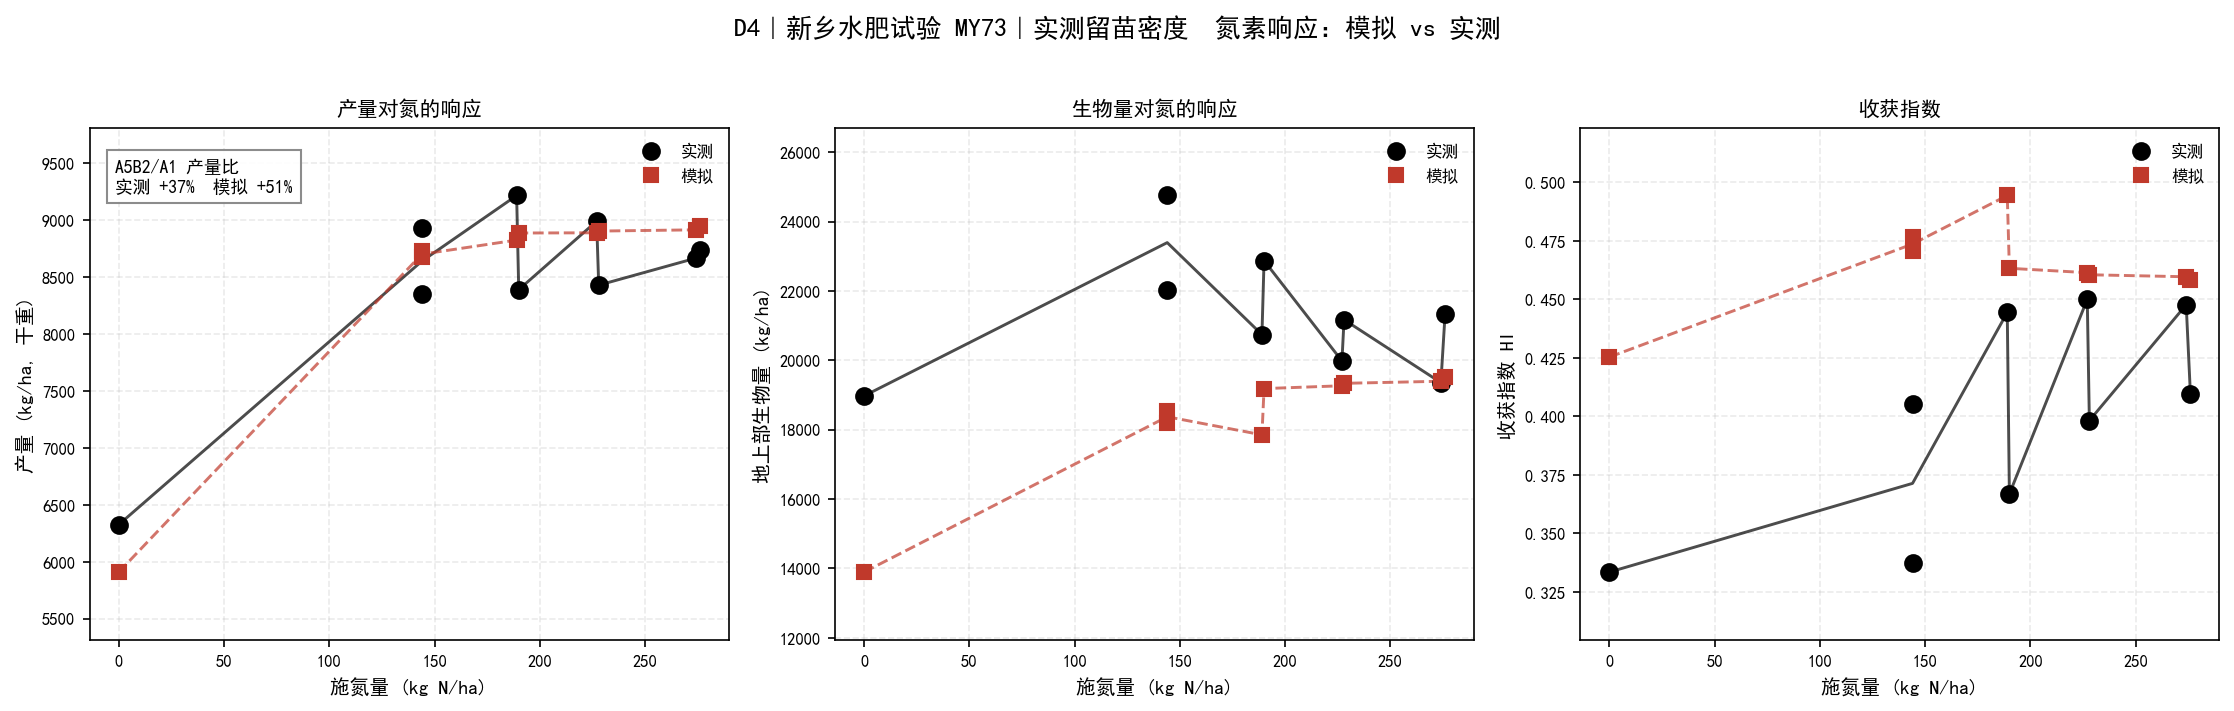 D4｜新乡水肥试验 MY73｜实测留苗密度  氮素响应：模拟 vs 实测
产量对氮的响应
A5B2/A1 产量比
实测 +37%  模拟 +51%
实测
模拟
9500
9000
8500
8000
7500
7000
6500
6000
5500
产量 (kg/ha, 干重)
0
50
100
150
200
250
施氮量 (kg N/ha)
生物量对氮的响应
实测
模拟
26000
24000
22000
20000
18000
16000
14000
12000
地上部生物量 (kg/ha)
0
50
100
150
200
250
施氮量 (kg N/ha)
收获指数
实测
模拟
0.500
0.475
0.450
0.425
0.400
0.375
0.350
0.325
收获指数 HI
0
50
100
150
200
250
施氮量 (kg N/ha)